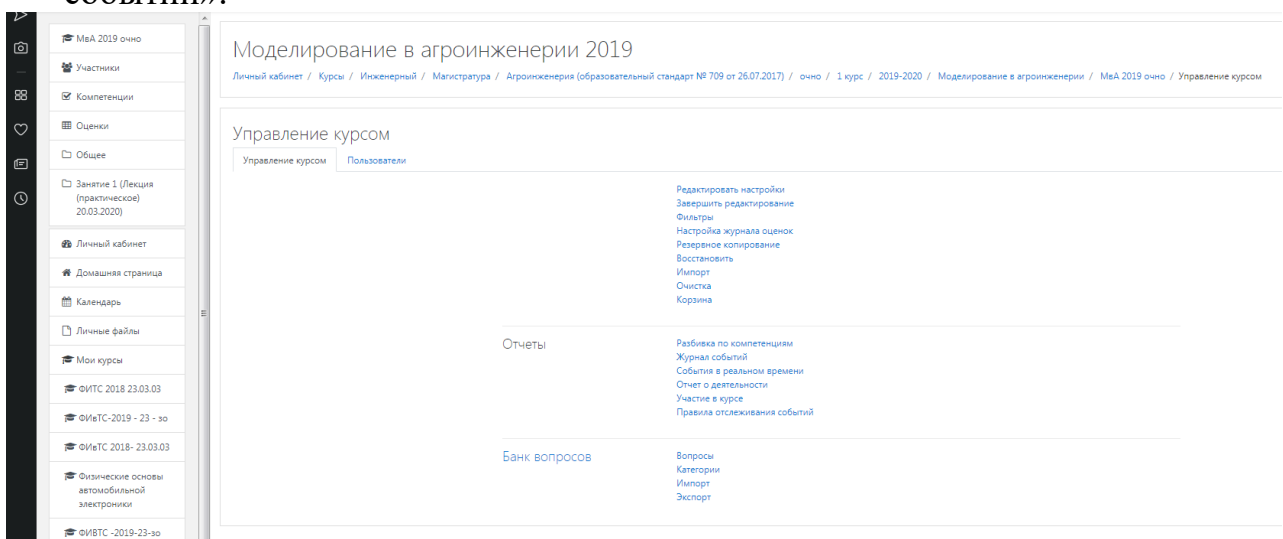 событий».
МвА 2019 очно
Участники
Компетенции
Оценки
Общее
Занятие 1 (Лекция
(практическое)
20.03.2020)
Личный кабинет
Домашняя страница
Календарь
Личные файлы
Мои курсы
ФИТС 2018 23.03.03
ФИвТС-2019 - 23 - зо
ФИвТС 2018- 23.03.03
Физические основы
автомобильной
электроники
ФИВТС -2019-23-зо
Моделирование в агроинженерии 2019
Личный кабинет / Курсы / Инженерный / Магистратура / Агроинженерия (образовательный стандарт № 709 от 26.07.2017) / очно / 1 курс / 2019-2020 / Моделирование в агроинженерии / МвА 2019 очно / Управление курсом
Управление курсом
Управление курсом Пользователи
Редактировать настройки
Завершить редактирование
Фильтры
Настройка журнала оценок
Резервное копирование
Восстановить
Импорт
Очистка
Корзина
Отчеты
Разбивка по компетенциям
Журнал событий
События в реальном времени
Отчет о деятельности
Участие в курсе
Правила отслеживания событий
Банк вопросов
Вопросы
Категории
Импорт
Экспорт